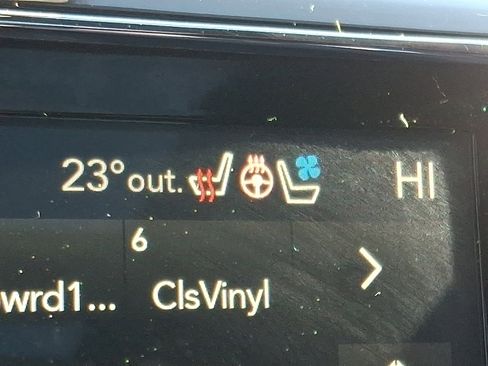 23° out. HI
6
wrd1... ClsVinyl